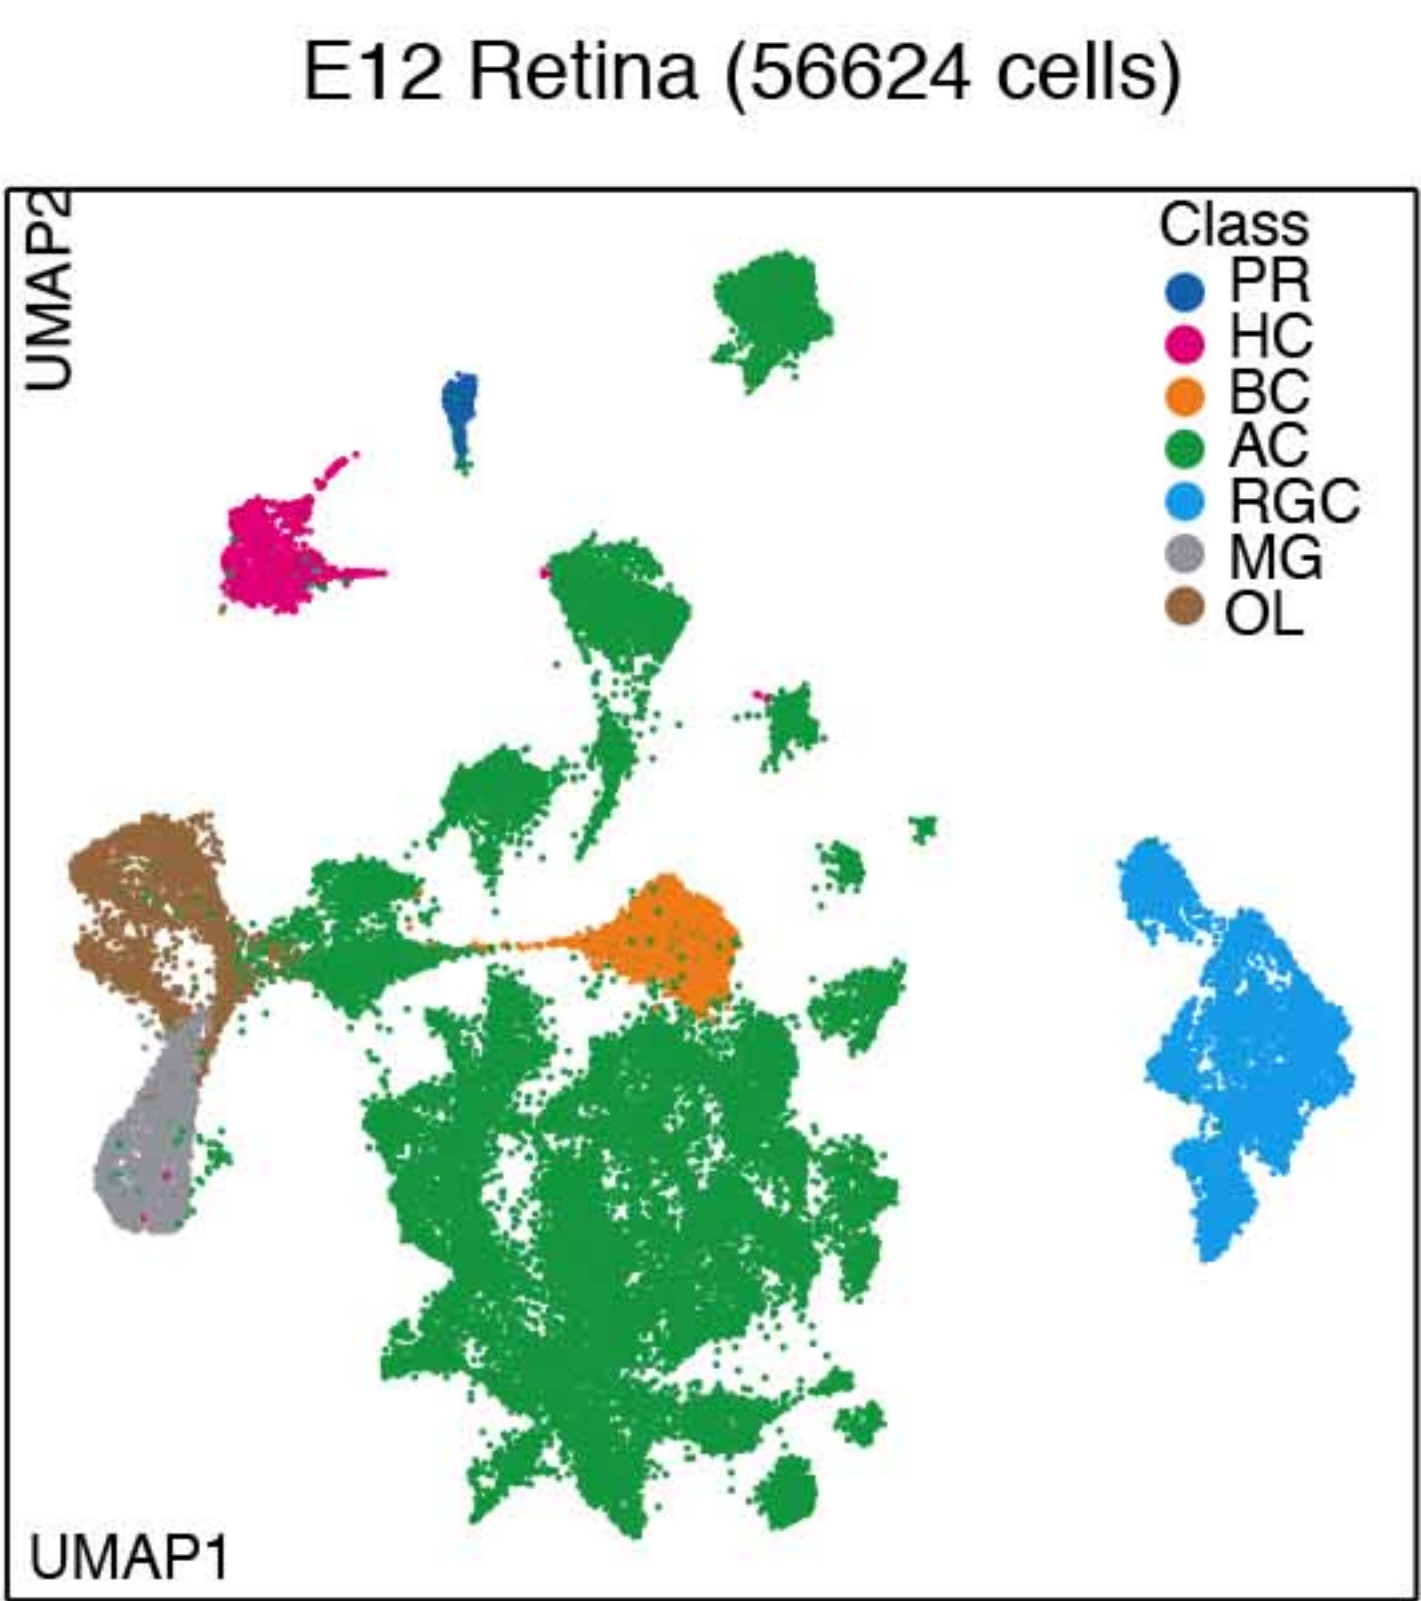 E12 Retina (56624 cells)
UMAP2
Class
PR
HC
BC
AC
RGC
MG
OL
UMAP1